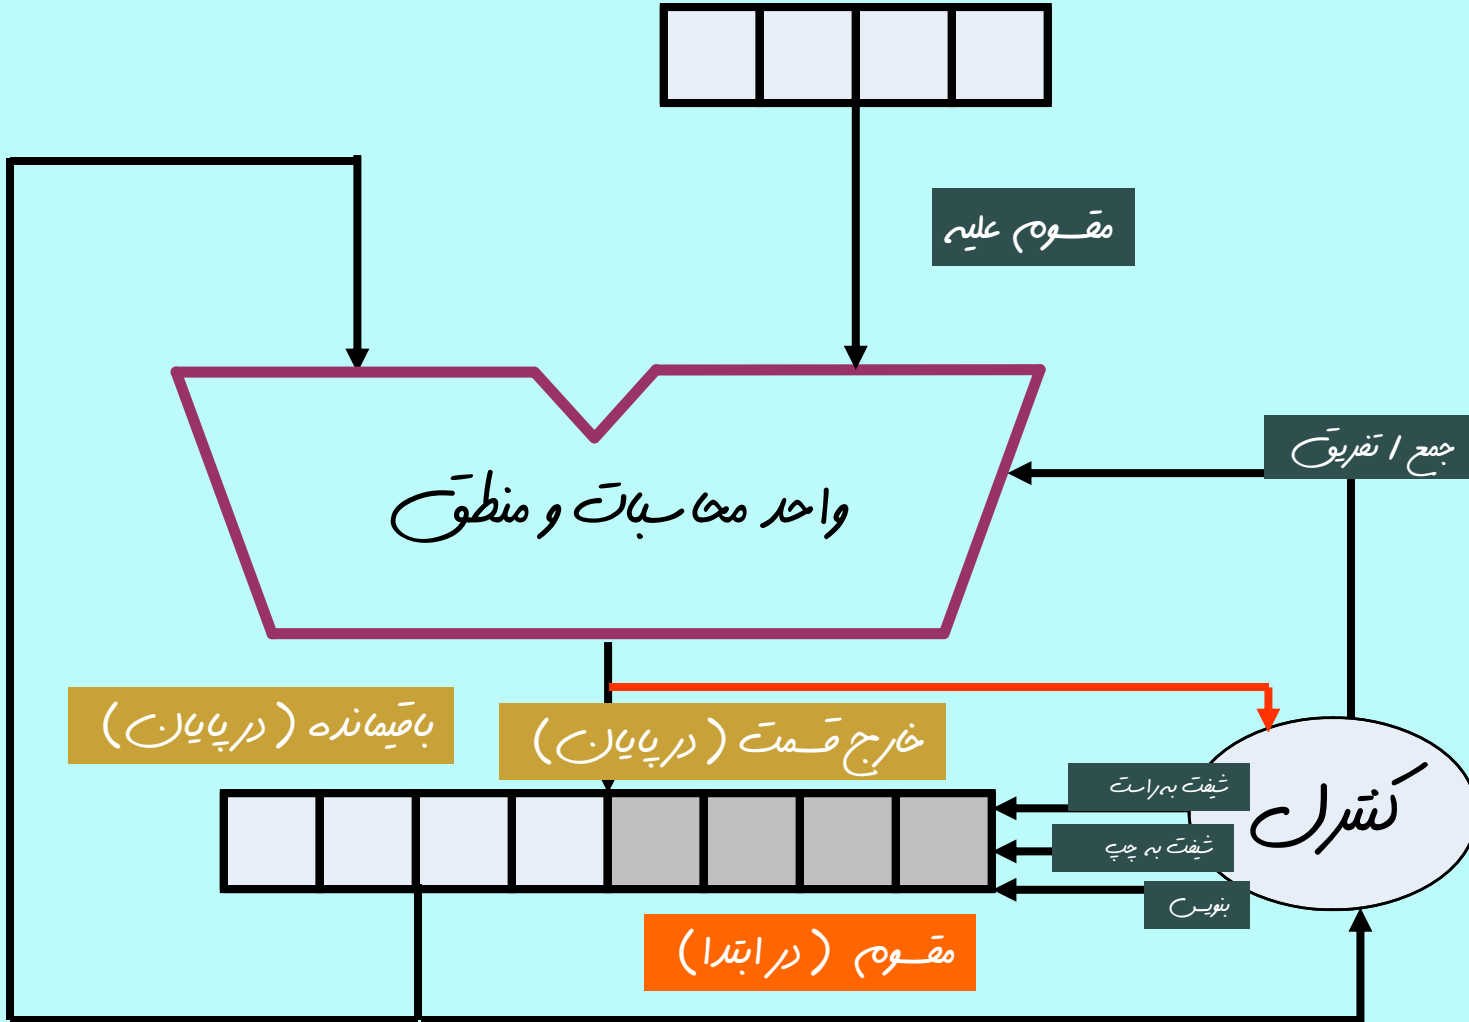 مقسوم علیه
جمع / تفریق
واحد محاسبات و منطق
باقیمانده ( در پایان )
خارج قسمت ( در پایان )
شیفت به راست
شیفت به چپ
بنویس
کنترل
مقسوم ( در ابتدا )